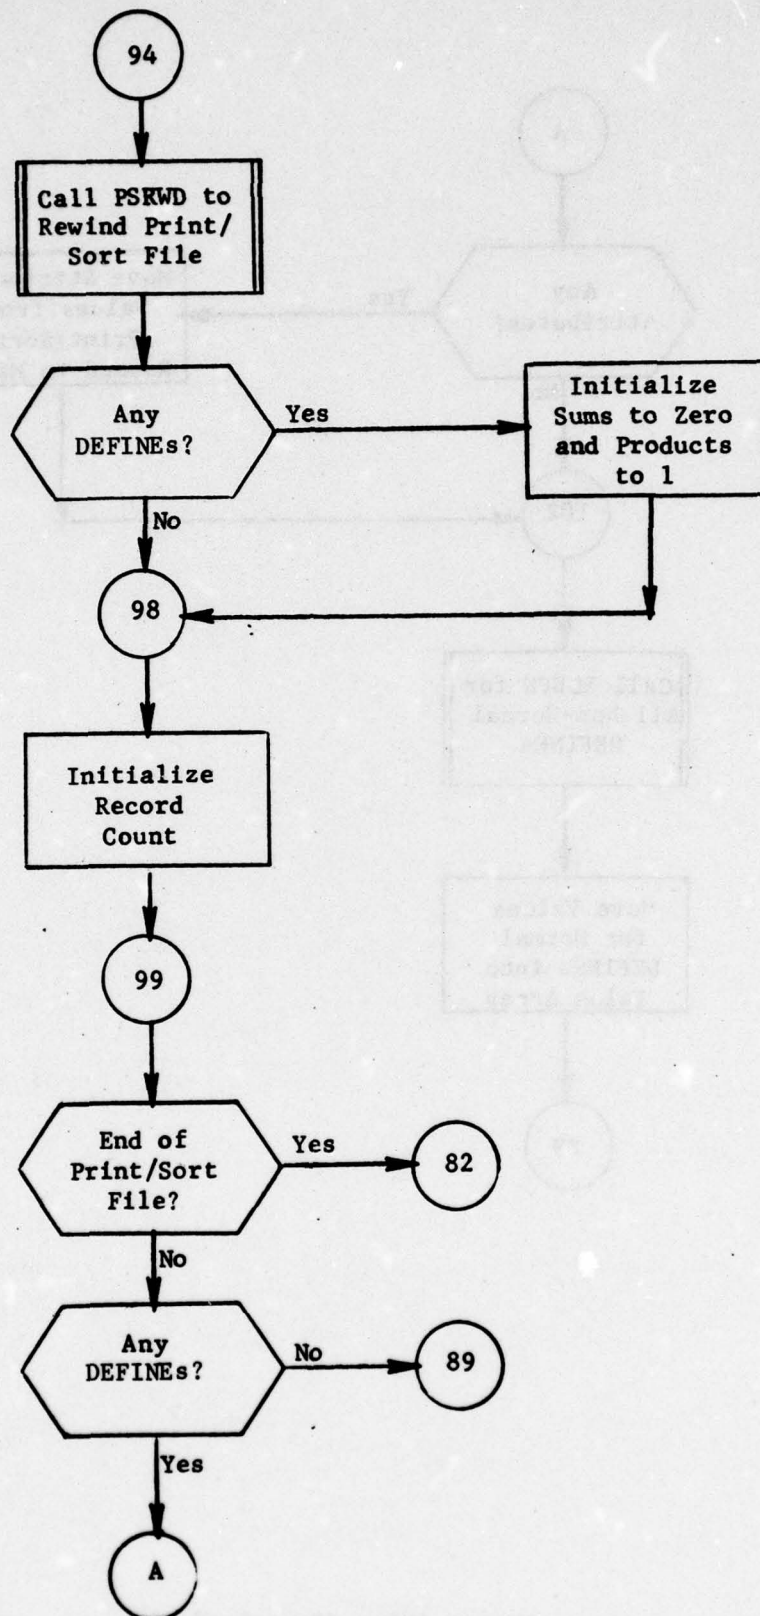 94
Call PSRWD to
Rewind Print/
Sort File
Any
DEFINEs?
Yes
Initialize
Sums to Zero
and Products
to 1
No
98
Initialize
Record
Count
99
End of
Print/Sort
File?
Yes
82
No
Any
DEFINEs?
No
89
Yes
A